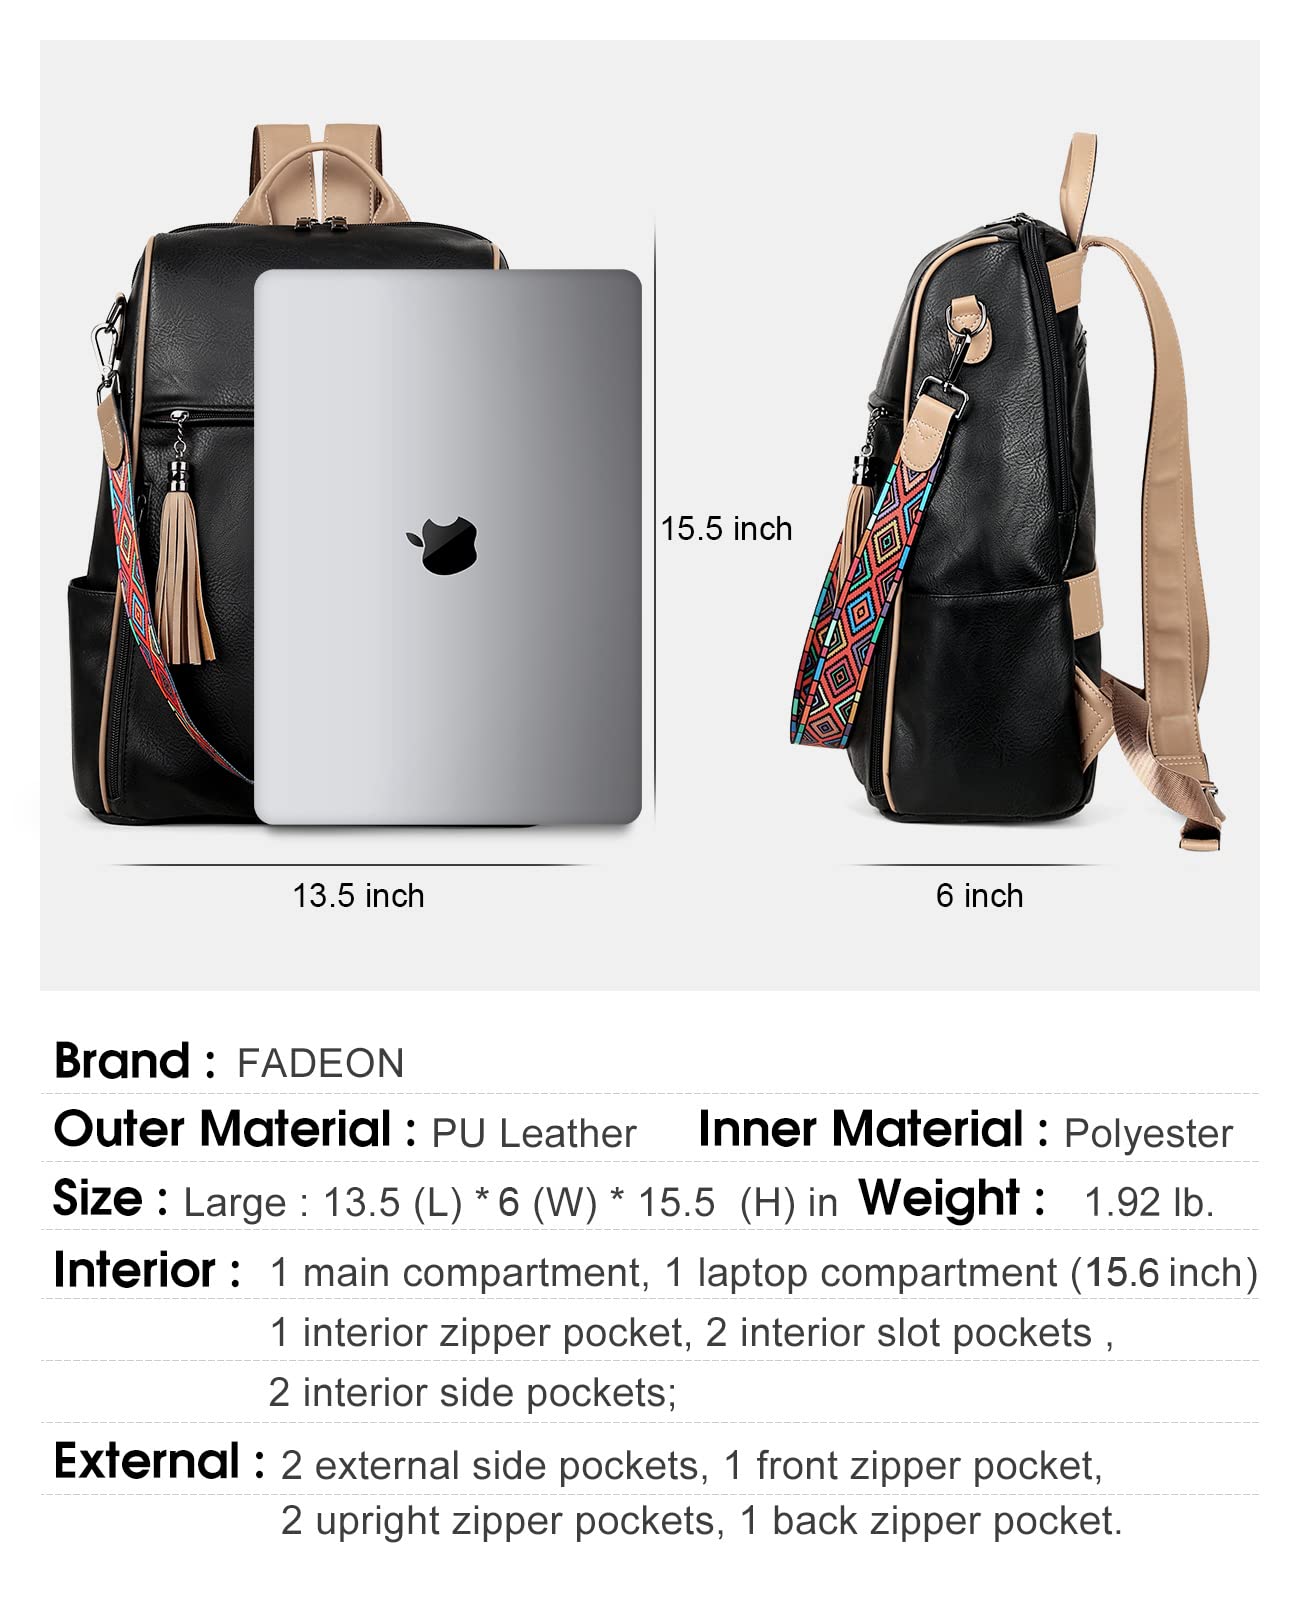 15.5 inch
13.5 inch
6 inch
Brand : FADEON
Outer Material : PU Leather Inner Material : Polyester
Size : Large : 13.5 (L) * 6 (W) * 15.5 (H) in Weight : 1.92 lb.
Interior : 1 main compartment, 1 laptop compartment (15.6 inch)
1 interior zipper pocket, 2 interior slot pockets ,
2 interior side pockets;
External : 2 external side pockets, 1 front zipper pocket,
2 upright zipper pockets, 1 back zipper pocket.